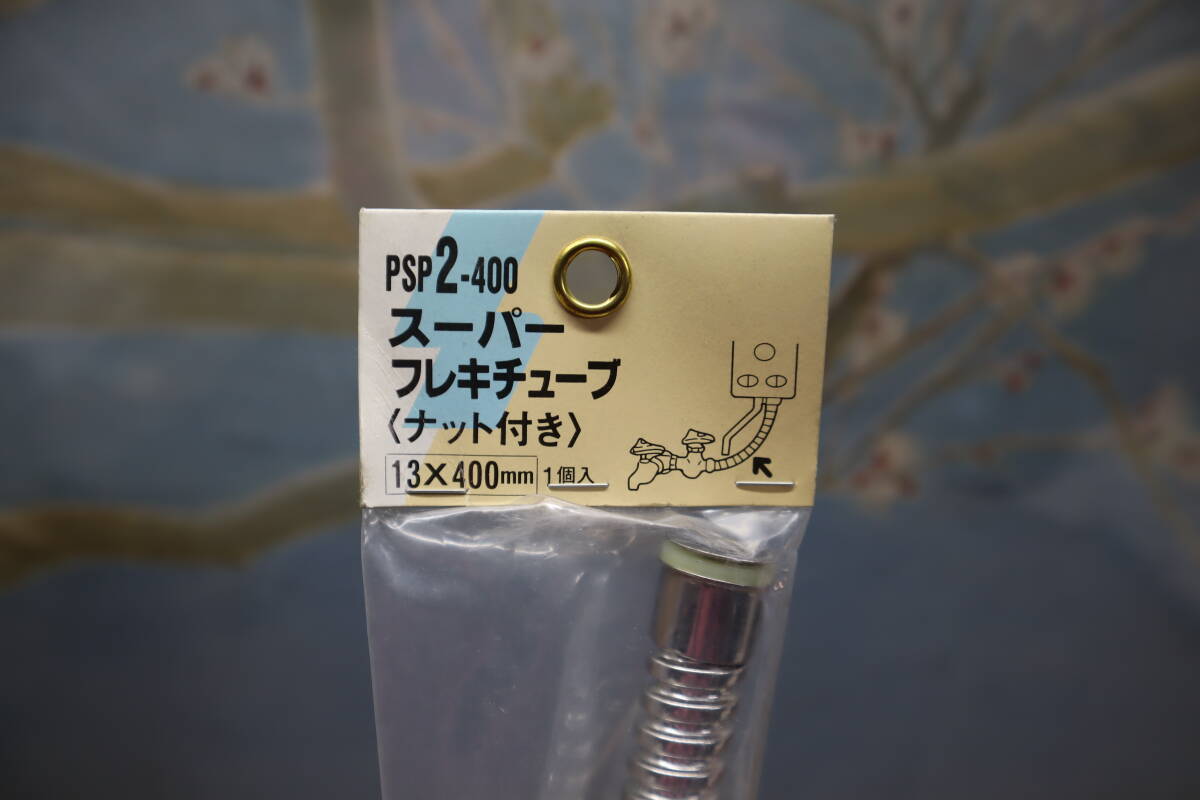 PSP2-400
スーパー
フレキチューブ
〈ナット付き〉
13×400mm 1個入